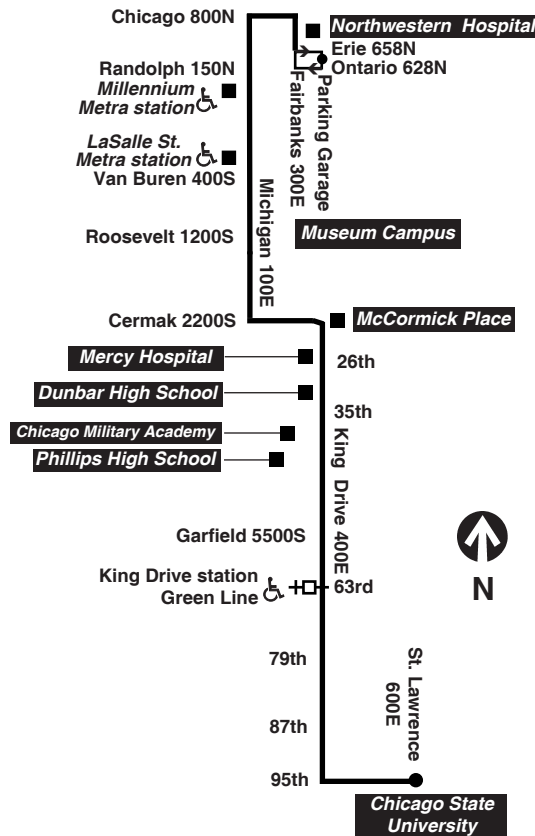 Chicago 800N
Northwestern Hospital
Erie 658N
Ontario 628N
Randolph 150N
Millennium
Metra station
Parking Garage
Fairbanks 300E
LaSalle St.
Metra station
Van Buren 400S
Michigan 100E
Roosevelt 1200S
Museum Campus
Cermak 2200S
McCormick Place
Mercy Hospital
26th
Dunbar High School
35th
Chicago Military Academy
Phillips High School
King Drive 400E
Garfield 5500S
King Drive station
Green Line
63rd
N
79th
St. Lawrence
600E
87th
95th
Chicago State
University